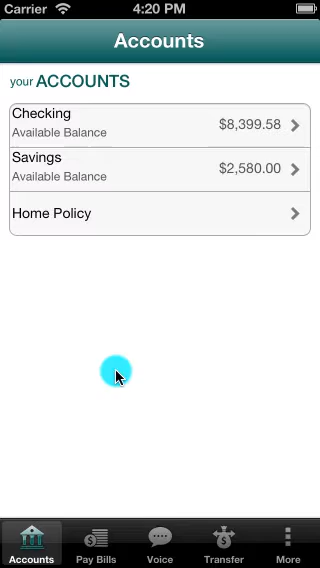 Carrier 4:20 PM
Accounts
your ACCOUNTS
Checking
Available Balance
$8,399.58
Savings
Available Balance
$2,580.00
Home Policy
Accounts Pay Bills Voice Transfer More